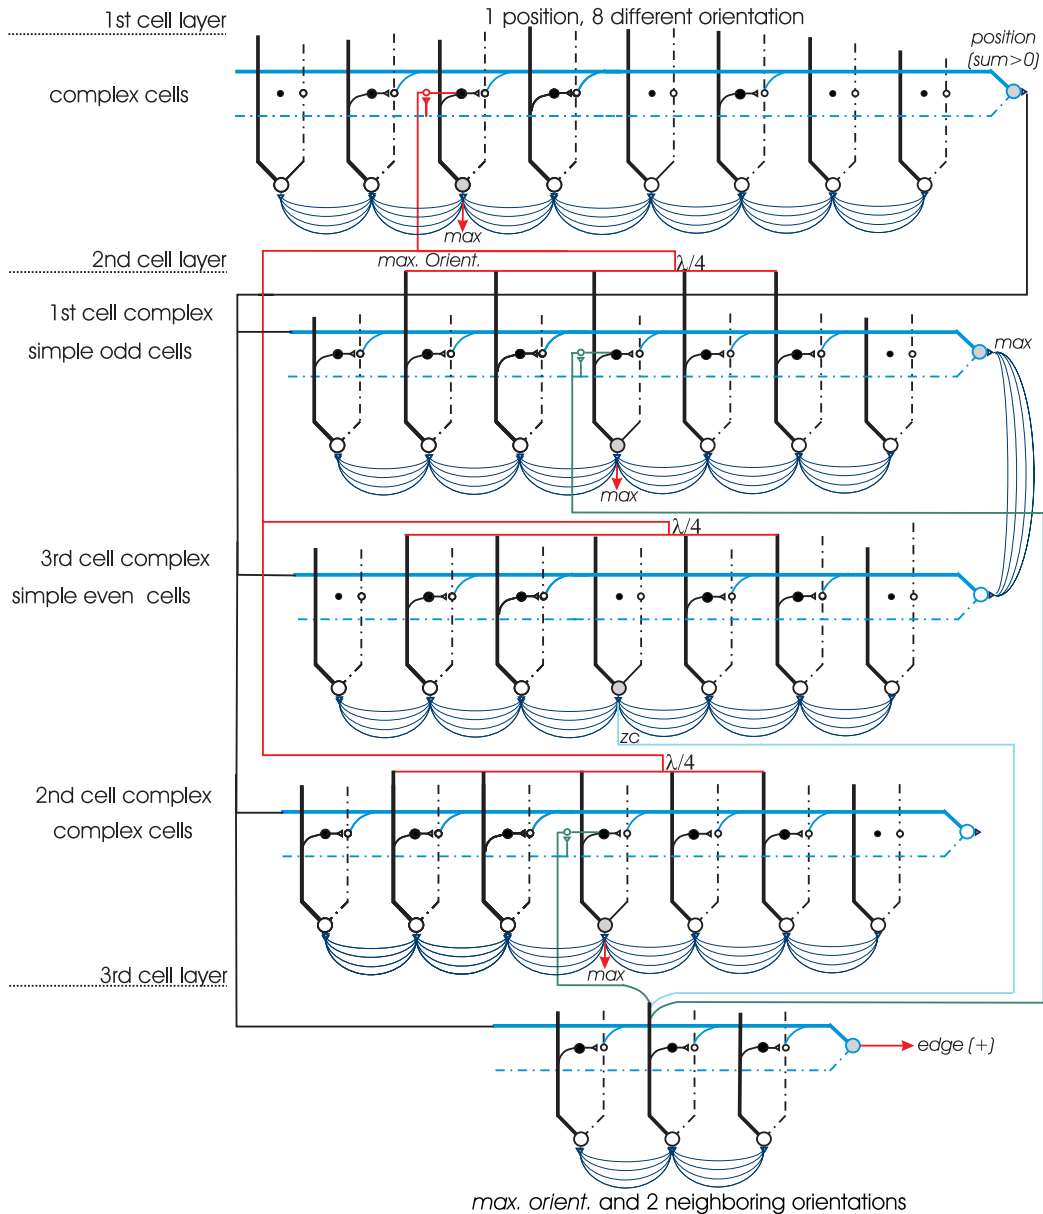 1st cell layer
1 position, 8 different orientation
position
(sum>0)
complex cells
max
max. Orient.
2nd cell layer
λ/4
1st cell complex
simple odd cells
max
max
λ/4
3rd cell complex
simple even cells
zc
λ/4
2nd cell complex
complex cells
max
3rd cell layer
edge (+)
max. orient. and 2 neighboring orientations